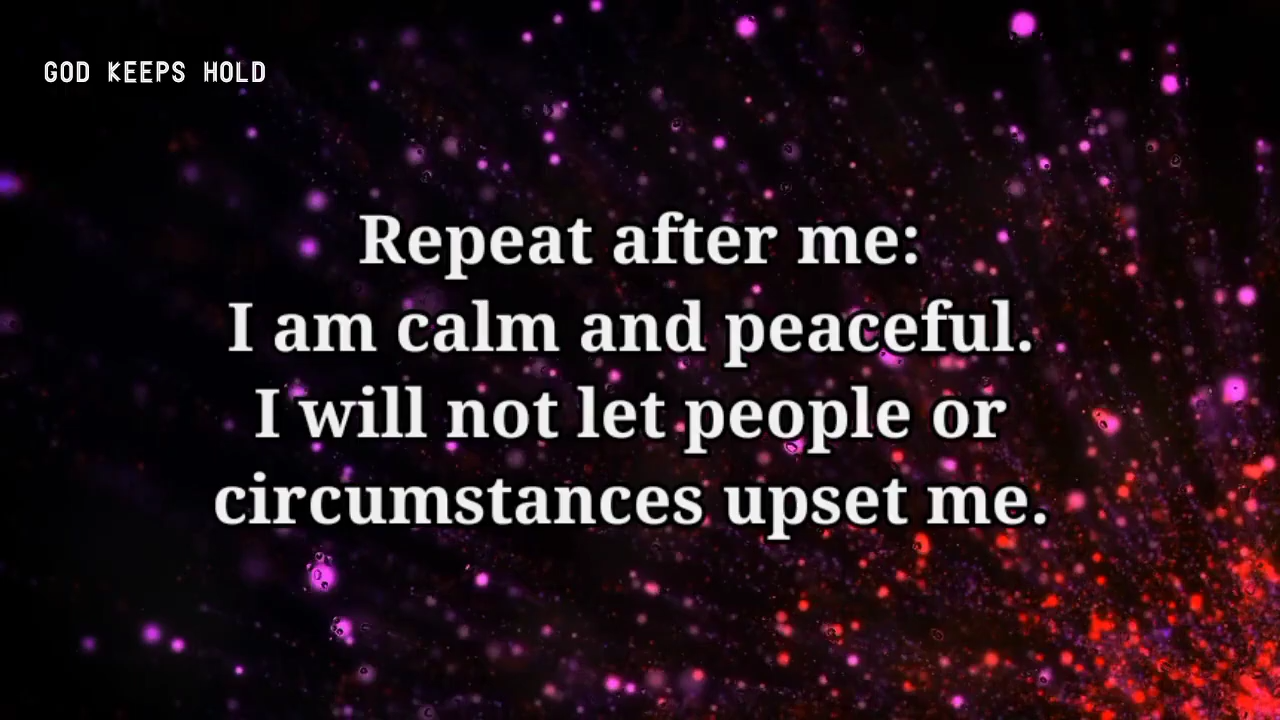 GOD KEEPS HOLD
Repeat after me:
I am calm and peaceful.
I will not let people or
circumstances upset me.